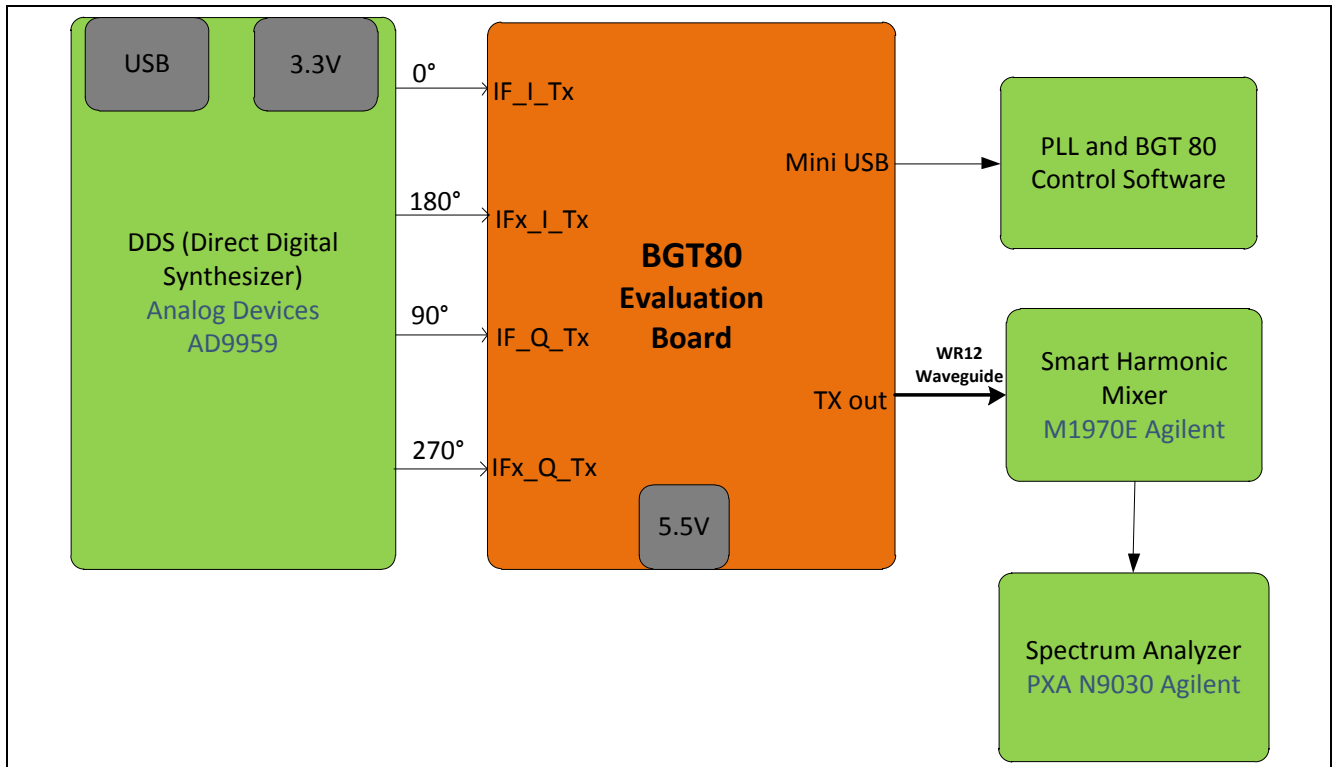 USB
3.3V
DDS (Direct Digital
Synthesizer)
Analog Devices
AD9959
0°
180°
90°
270°
IF_I_Tx
IFx_I_Tx
IF_Q_Tx
IFx_Q_Tx
BGT80
Evaluation
Board
Mini USB
TX out
5.5V
WR12
Waveguide
PLL and BGT 80
Control Software
Smart Harmonic
Mixer
M1970E Agilent
Spectrum Analyzer
PXA N9030 Agilent